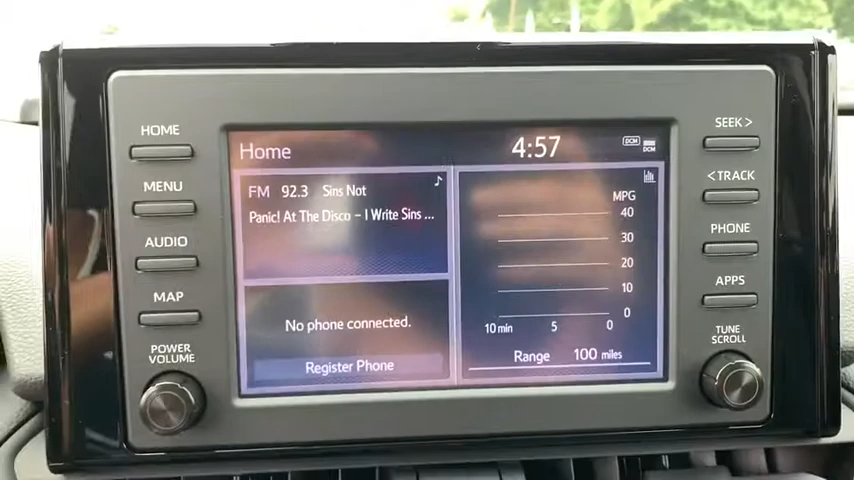 HOME
MENU
AUDIO
MAP
POWER
VOLUME
Home
4:57
DCM
DCM
FM 92.3 Sins Not
Panic! At The Disco - I Write Sins ...
No phone connected.
Register Phone
MPG
40
30
20
10
0
10 min 5 0
Range 100 miles
SEEK >
< TRACK
PHONE
APPS
TUNE
SCROLL